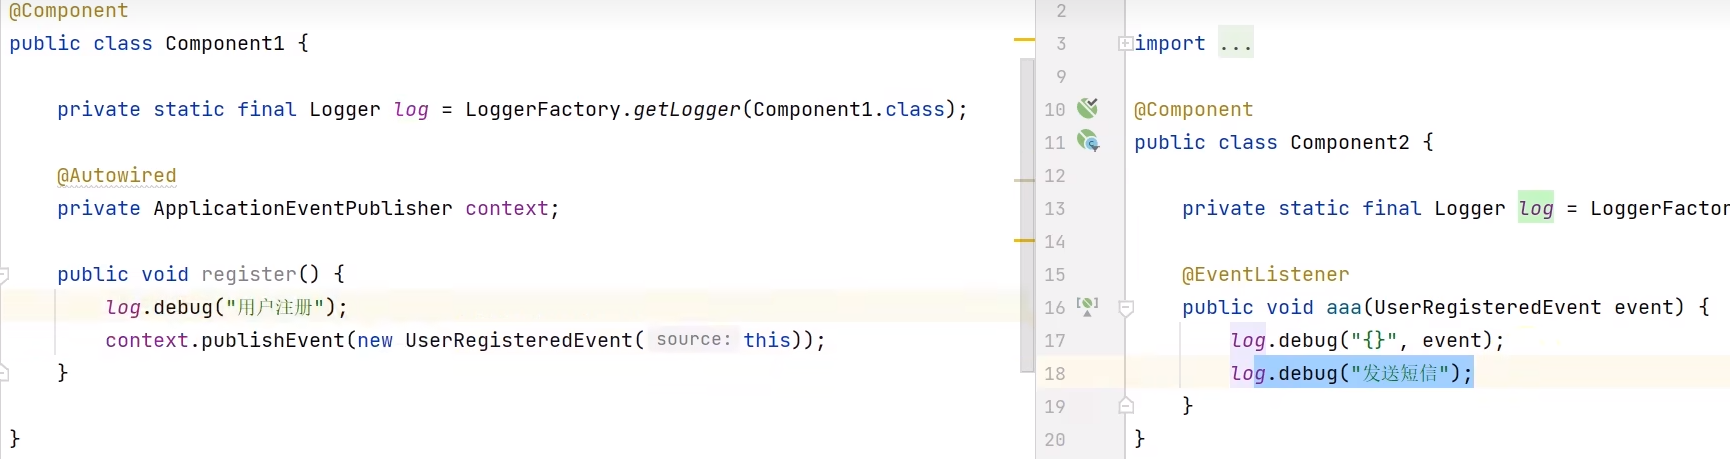 @Component
public class Component1 {
private static final Logger log = LoggerFactory.getLogger(Component1.class);
@Autowired
private ApplicationEventPublisher context;
public void register() {
log.debug("用户注册");
context.publishEvent(new UserRegisteredEvent( source: this));
}
}
2
3 import ...
9
10 @Component
11 public class Component2 {
12
13 private static final Logger log = LoggerFactor
14
15 @EventListener
16 public void aaa(UserRegisteredEvent event) {
17 log.debug("{}", event);
18 log.debug("发送短信");
19 }
20 }